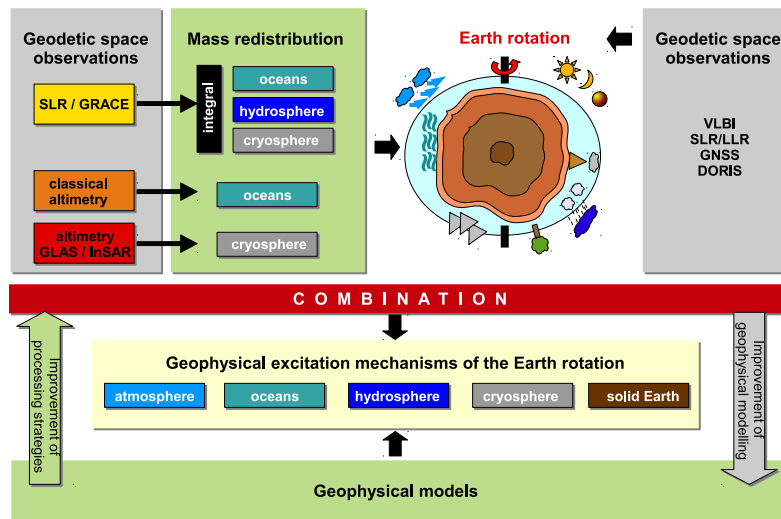 Geodetic space
observations
SLR / GRACE
classical
altimetry
altimetry
GLAS / InSAR
Mass redistribution
integral
oceans
hydrosphere
cryosphere
oceans
cryosphere
Earth rotation
Geodetic space
observations
VLBI
SLR/LLR
GNSS
DORIS
COMBINATION
Improvement of
processing strategies
Geophysical excitation mechanisms of the Earth rotation
atmosphere
oceans
hydrosphere
cryosphere
solid Earth
Improvement of
geophysical modelling
Geophysical models